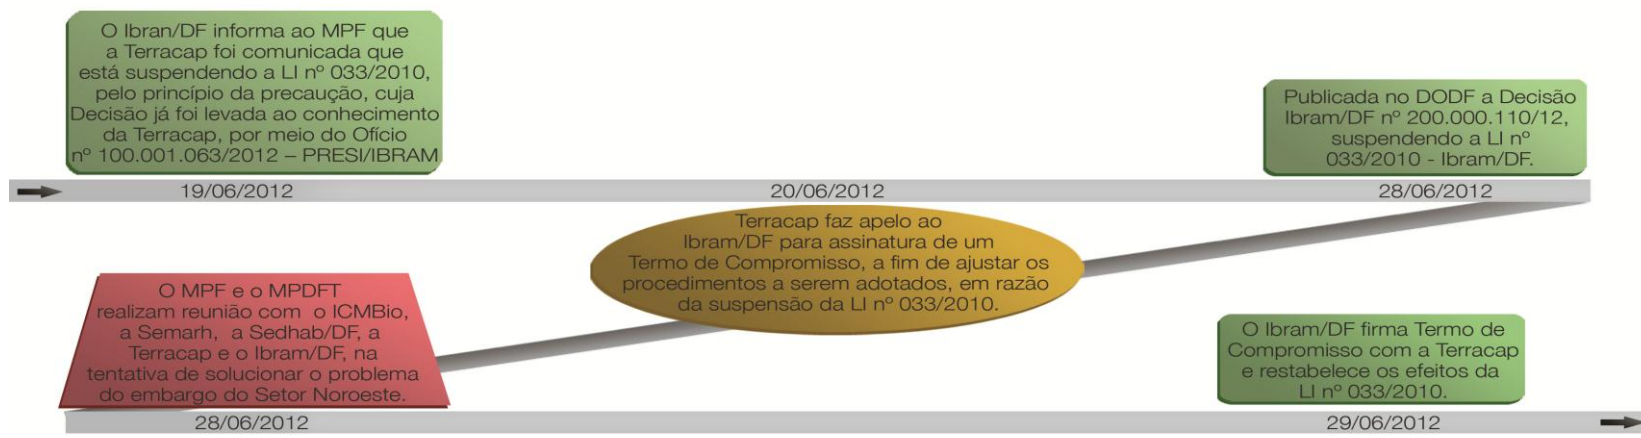 O Ibran/DF informa ao MPF que
a Terracap foi comunicada que
está suspendendo a LI nº 033/2010,
pelo princípio da precaução, cuja
Decisão já foi levada ao conhecimento
da Terracap, por meio do Ofício
nº 100.001.063/2012 – PRESI/IBRAM
19/06/2012
20/06/2012
Terracap faz apelo ao
Ibram/DF para assinatura de um
Termo de Compromisso, a fim de ajustar os
procedimentos a serem adotados, em razão
da suspensão da LI nº 033/2010.
Publicada no DODF a Decisão
Ibram/DF nº 200.000.110/12,
suspendendo a LI nº
033/2010 - Ibram/DF.
28/06/2012
O MPF e o MPDFT
realizam reunião com o ICMBio,
a Semarh, a Sedhab/DF, a
Terracap e o Ibram/DF, na
tentativa de solucionar o problema
do embargo do Setor Noroeste.
28/06/2012
O Ibram/DF firma Termo de
Compromisso com a Terracap
e restabelece os efeitos da
LI nº 033/2010.
29/06/2012